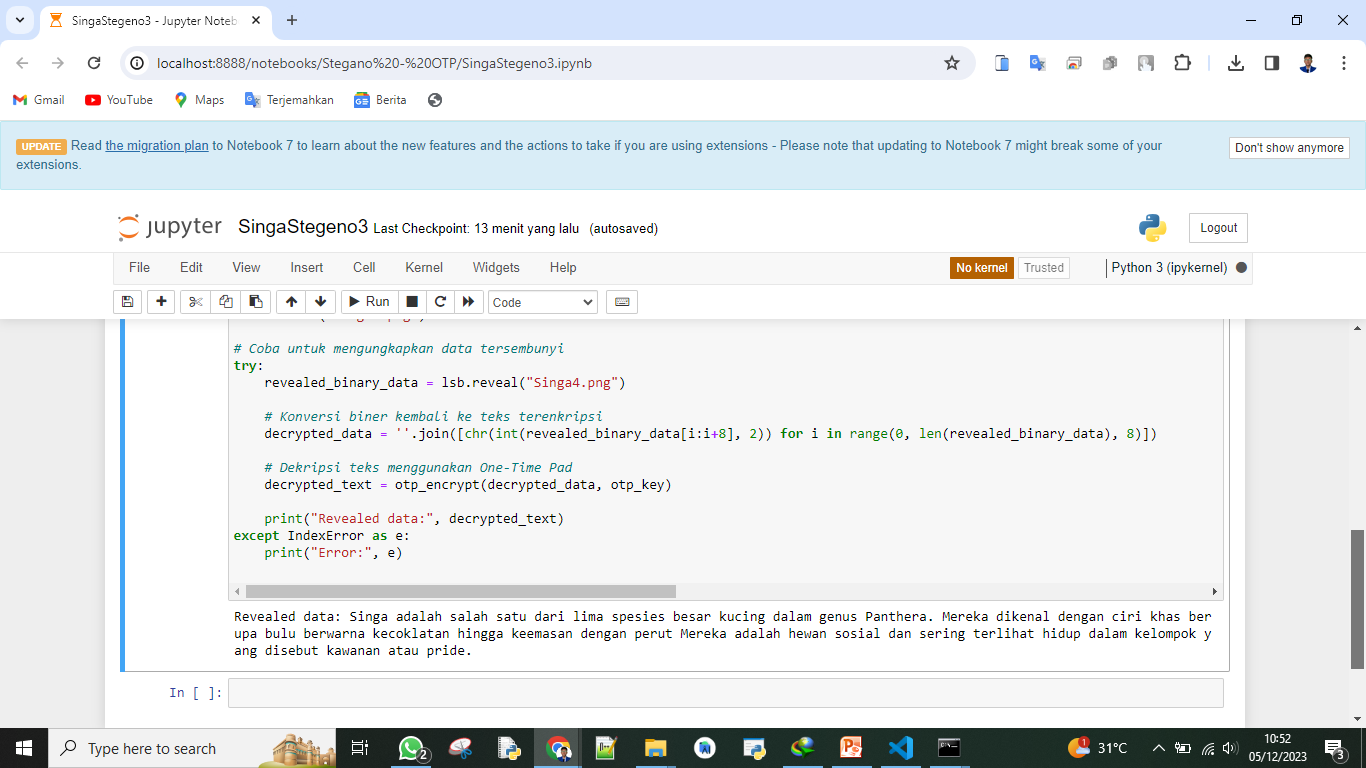 SingaStegeno3 - Jupyter Noteb
localhost:8888/notebooks/Stegano%20-%20OTP/SingaStegeno3.ipynb
Gmail YouTube Maps Terjemahkan Berita
UPDATE Read the migration plan to Notebook 7 to learn about the new features and the actions to take if you are using extensions - Please note that updating to Notebook 7 might break some of your
extensions.
Don't show anymore
jupyter SingaStegeno3 Last Checkpoint: 13 menit yang lalu (autosaved)
Logout
File Edit View Insert Cell Kernel Widgets Help
No kernel Trusted Python 3 (ipykernel)
Run Code
# Coba untuk mengungkapkan data tersembunyi
try:
    revealed_binary_data = lsb.reveal("Singa4.png")
    # Konversi biner kembali ke teks terenkripsi
    decrypted_data = ''.join([chr(int(revealed_binary_data[i:i+8], 2)) for i in range(0, len(revealed_binary_data), 8)])
    # Dekripsi teks menggunakan One-Time Pad
    decrypted_text = otp_encrypt(decrypted_data, otp_key)
    print("Revealed data:", decrypted_text)
except IndexError as e:
    print("Error:", e)
Revealed data: Singa adalah salah satu dari lima spesies besar kucing dalam genus Panthera. Mereka dikenal dengan ciri khas ber
upa bulu berwarna kecoklatan hingga keemasan dengan perut Mereka adalah hewan sosial dan sering terlihat hidup dalam kelompok y
ang disebut kawanan atau pride.
In [ ]:
Type here to search
2
1
31°C
10:52
05/12/2023
3